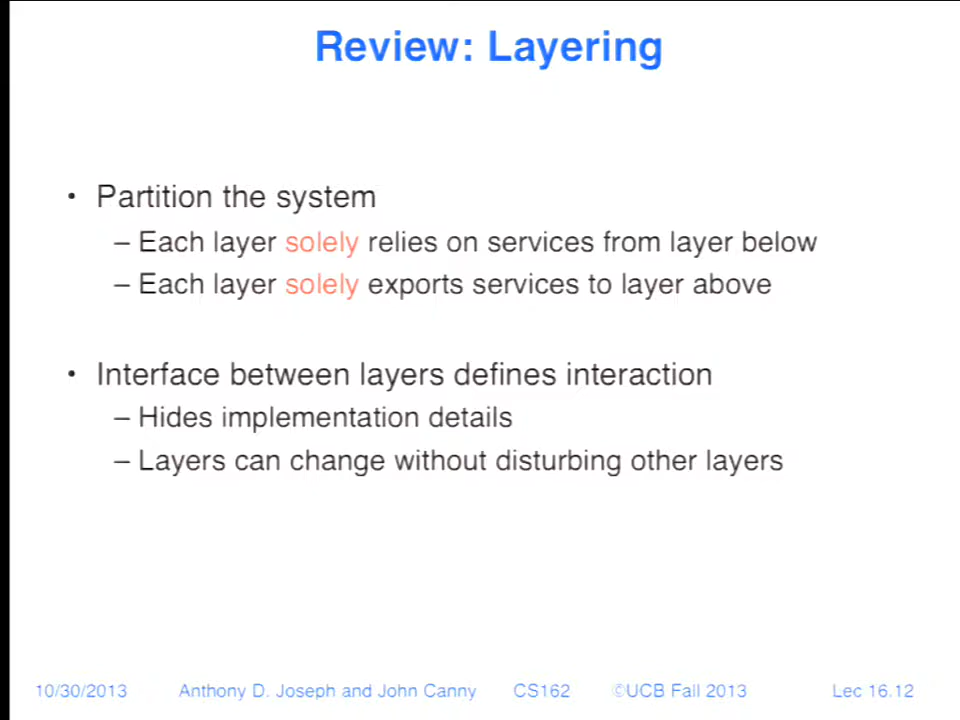 Review: Layering
• Partition the system
– Each layer solely relies on services from layer below
– Each layer solely exports services to layer above
• Interface between layers defines interaction
– Hides implementation details
– Layers can change without disturbing other layers
10/30/2013 Anthony D. Joseph and John Canny CS162 ©UCB Fall 2013 Lec 16.12